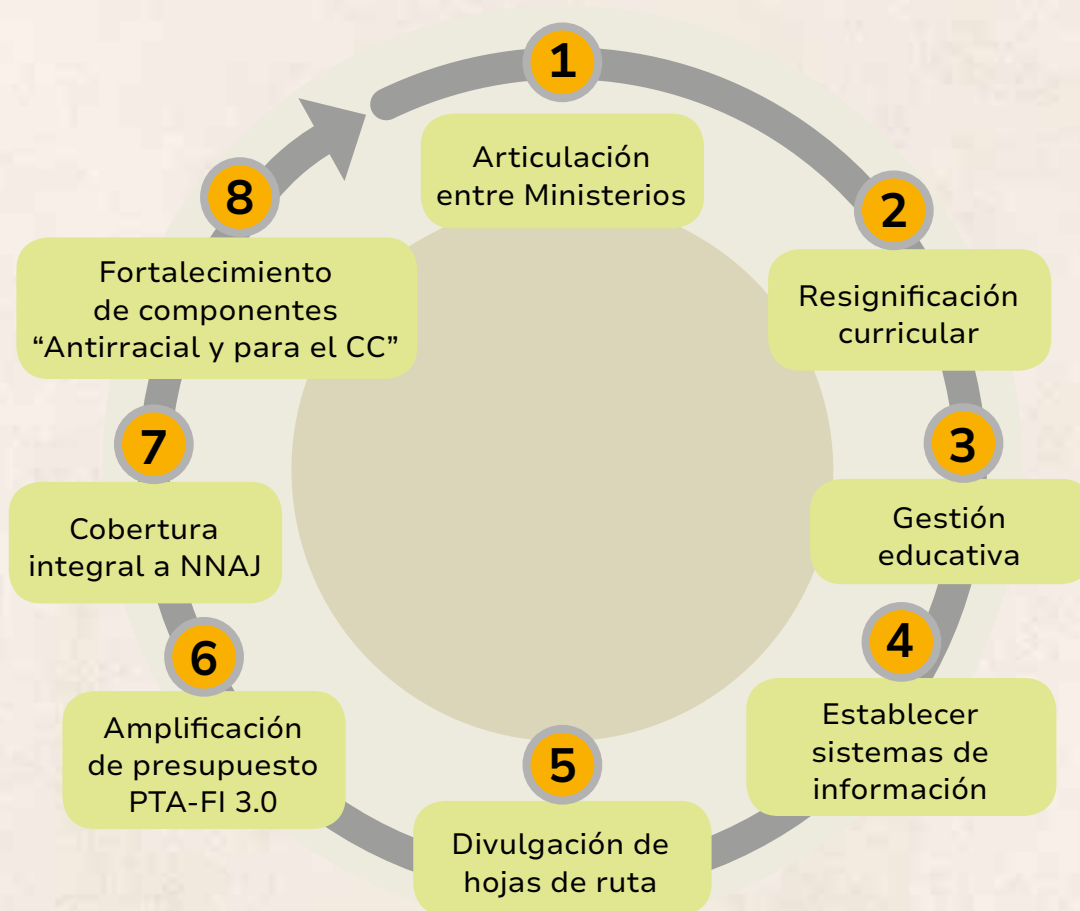 1
Articulación
entre Ministerios
2
Resignificación
curricular
3
Gestión
educativa
4
Establecer
sistemas de
información
5
Divulgación de
hojas de ruta
6
Amplificación
de presupuesto
PTA-FI 3.0
7
Cobertura
integral a NNAJ
8
Fortalecimiento
de componentes
“Antirracial y para el CC”